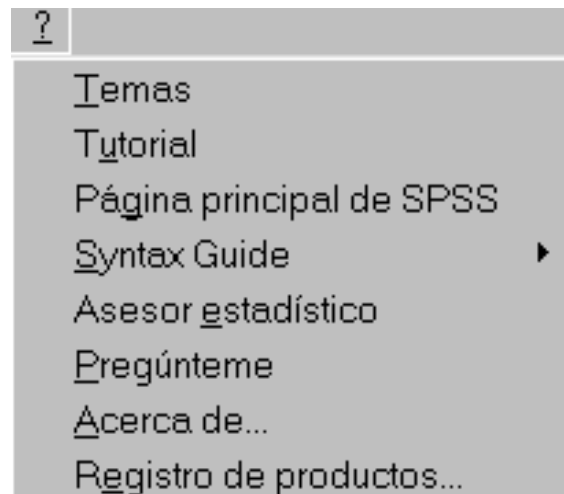 ?
Temas
Tutorial
Página principal de SPSS
Syntax Guide
Asesor estadístico
Pregúnteme
Acerca de...
Registro de productos...